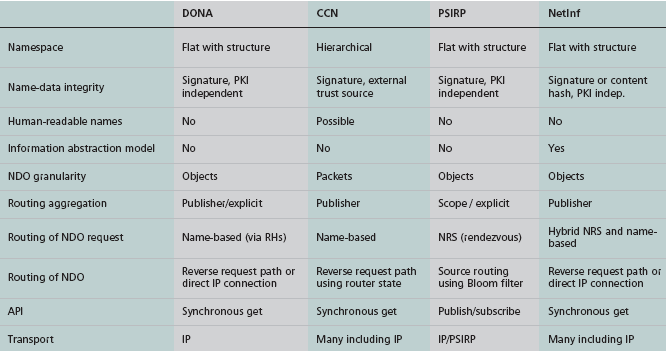 DONA CCN PSIRP NetInf
Namespace Flat with structure Hierarchical Flat with structure Flat with structure
Name-data integrity Signature, PKI independent Signature, external trust source Signature, PKI independent Signature or content hash, PKI indep.
Human-readable names No Possible No No
Information abstraction model No No No Yes
NDO granularity Objects Packets Objects Objects
Routing aggregation Publisher/explicit Publisher Scope / explicit Publisher
Routing of NDO request Name-based (via RHs) Name-based NRS (rendezvous) Hybrid NRS and name-based
Routing of NDO Reverse request path or direct IP connection Reverse request path using router state Source routing using Bloom filter Reverse request path or direct IP connection
API Synchronous get Synchronous get Publish/subscribe Synchronous get
Transport IP Many including IP IP/PSIRP Many including IP